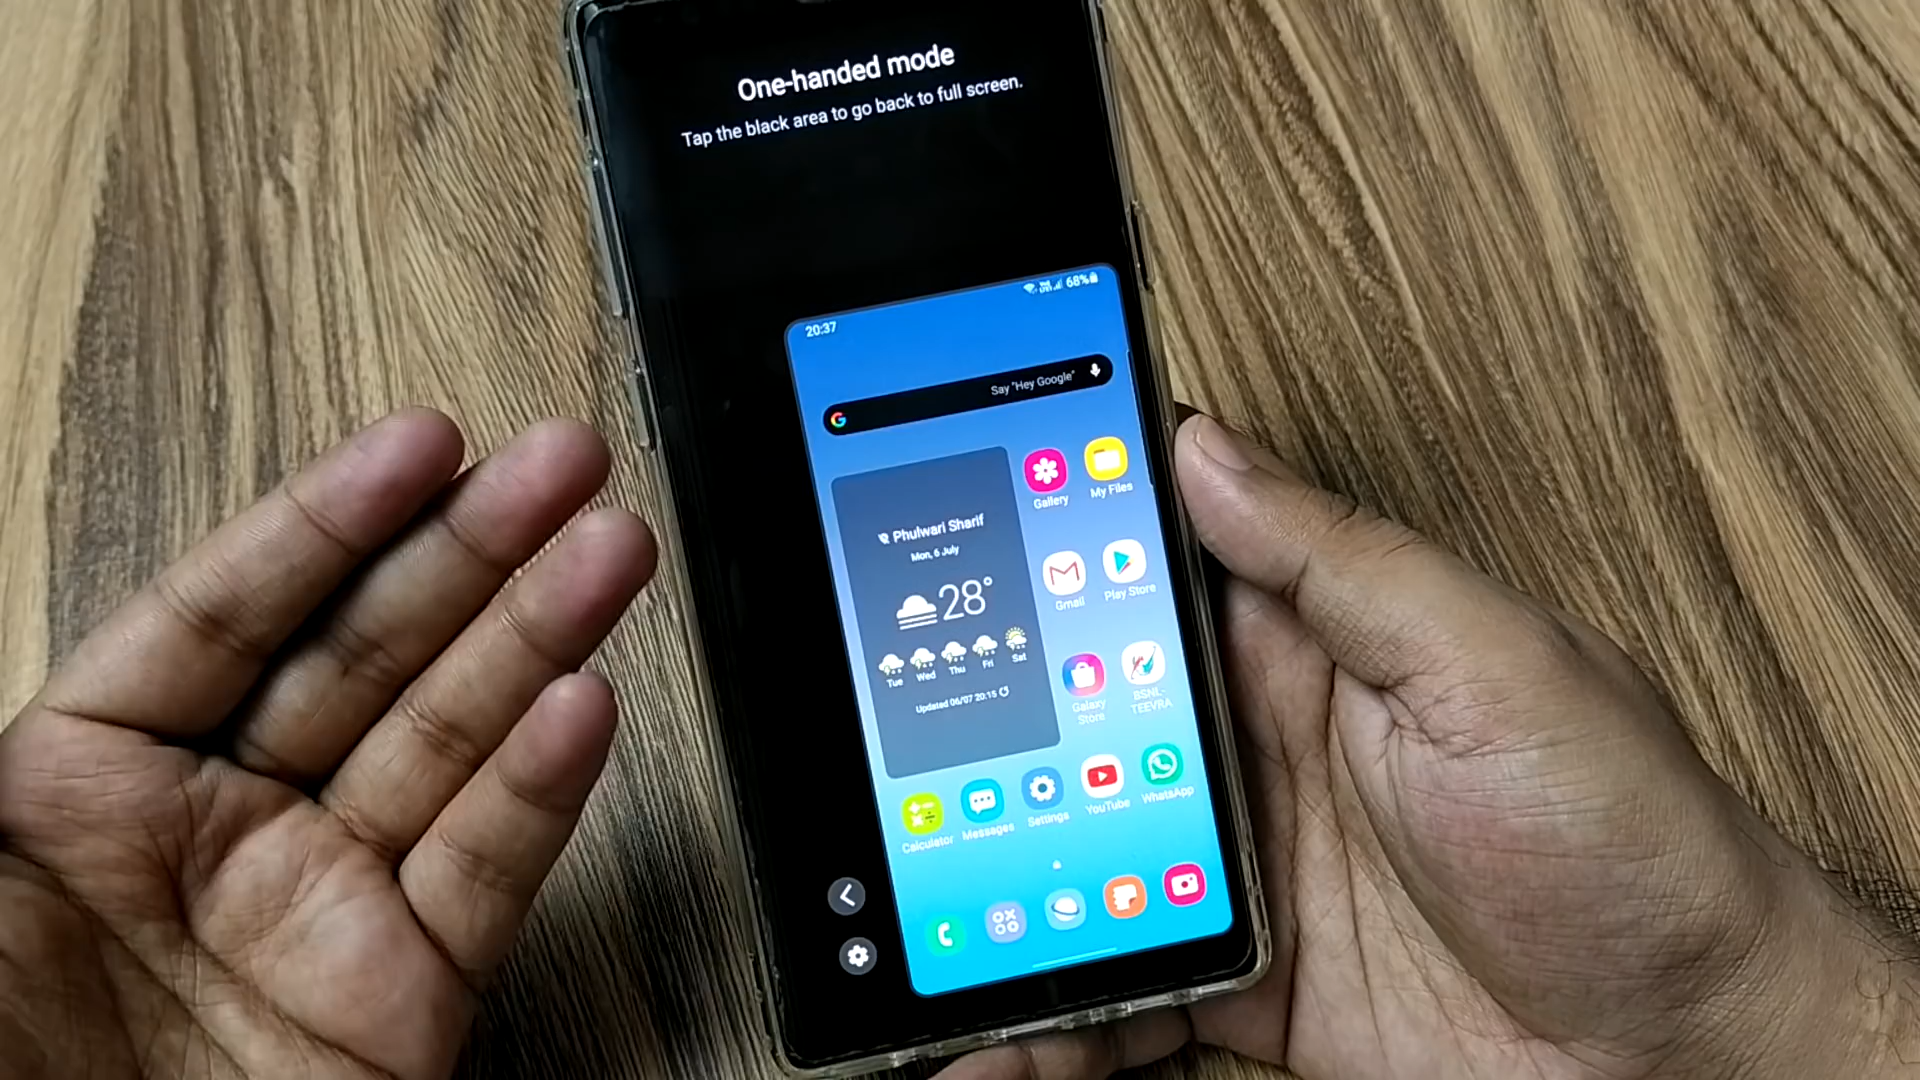 One-handed mode
Tap the black area to go back to full screen.
20:37
68%
G
Say "Hey Google"
Phulwari Sharif
Mon, 6 July
28°
Tue Wed Thu Fri Sat
Updated 06/07 20:15
Gallery My Files
Gmail Play Store
Galaxy Store
BSNL-TEEVRA
Calculator Messages Settings YouTube WhatsApp